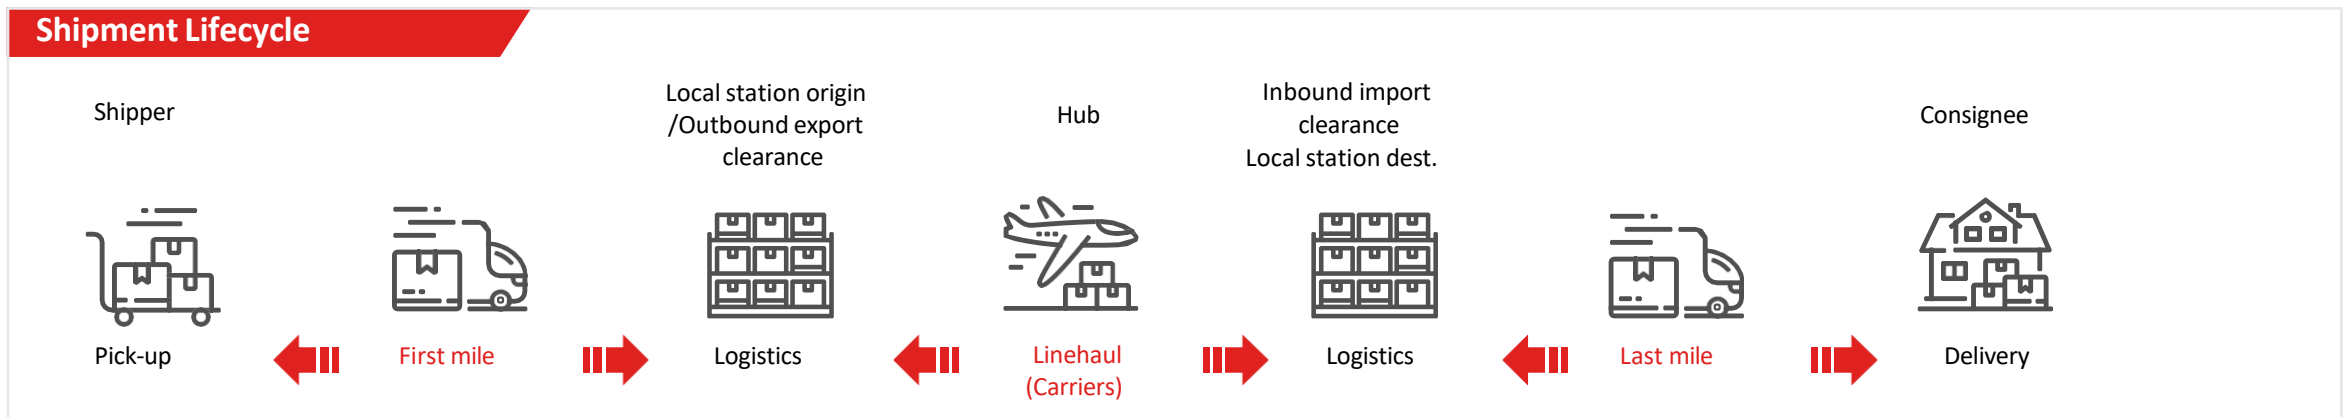 Shipment Lifecycle
Shipper
Local station origin
/Outbound export
clearance
Hub
Inbound import
clearance
Local station dest.
Consignee
Pick-up
First mile
Logistics
Linehaul
(Carriers)
Logistics
Last mile
Delivery